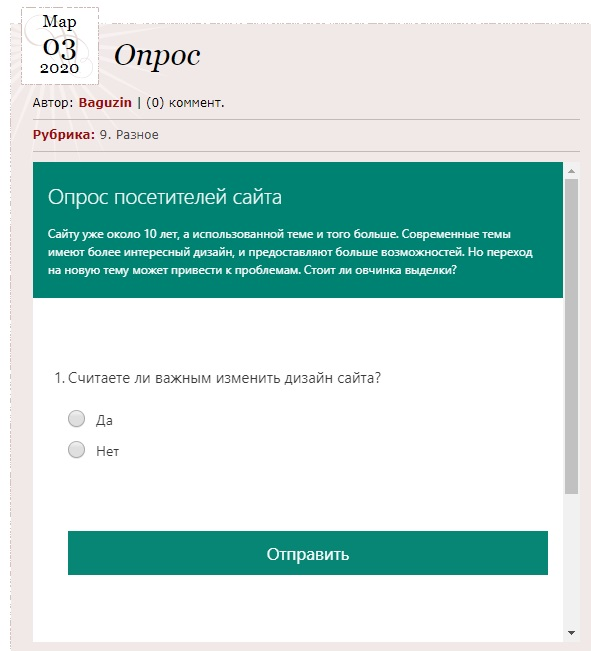 Мар
03
2020
Опрос
Автор: Baguzin | (0) коммент.
Рубрика: 9. Разное
Опрос посетителей сайта
Сайту уже около 10 лет, а использованной теме и того больше. Современные темы
имеют более интересный дизайн, и предоставляют больше возможностей. Но переход
на новую тему может привести к проблемам. Стоит ли овчинка выделки?
1. Считаете ли важным изменить дизайн сайта?
Да
Нет
Отправить